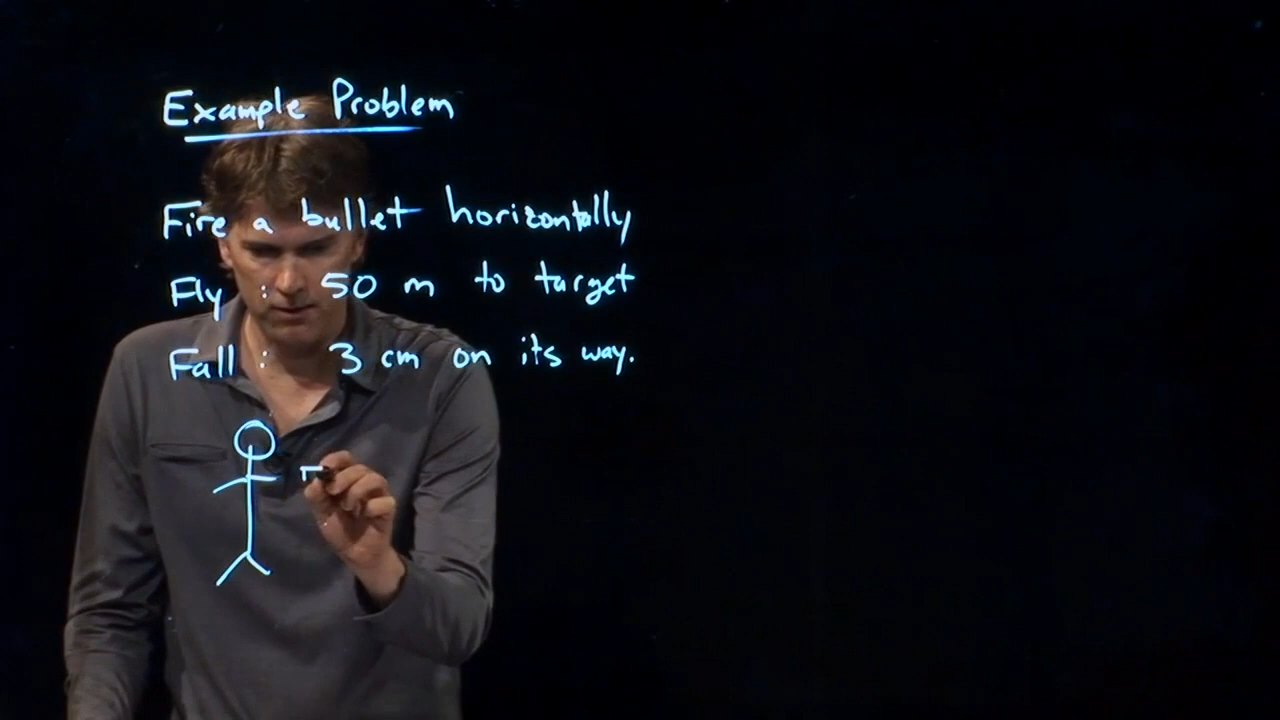 Example Problem
Fire a bullet horizontally
Fly : 50 m to target
Fall : 3 cm on its way.